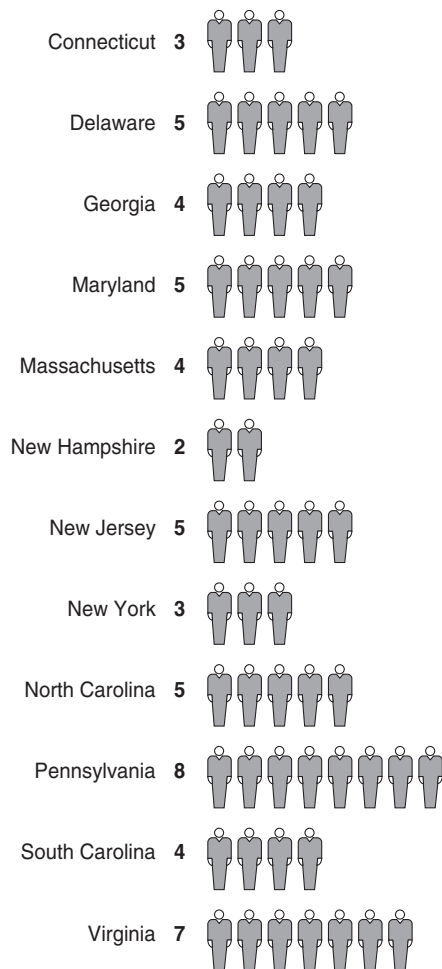 Connecticut 3
Delaware 5
Georgia 4
Maryland 5
Massachusetts 4
New Hampshire 2
New Jersey 5
New York 3
North Carolina 5
Pennsylvania 8
South Carolina 4
Virginia 7